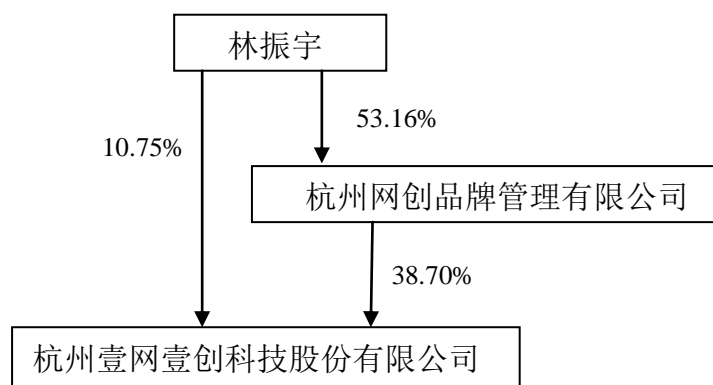 林振宇
53.16%
10.75%
杭州网创品牌管理有限公司
38.70%
杭州壹网壹创科技股份有限公司